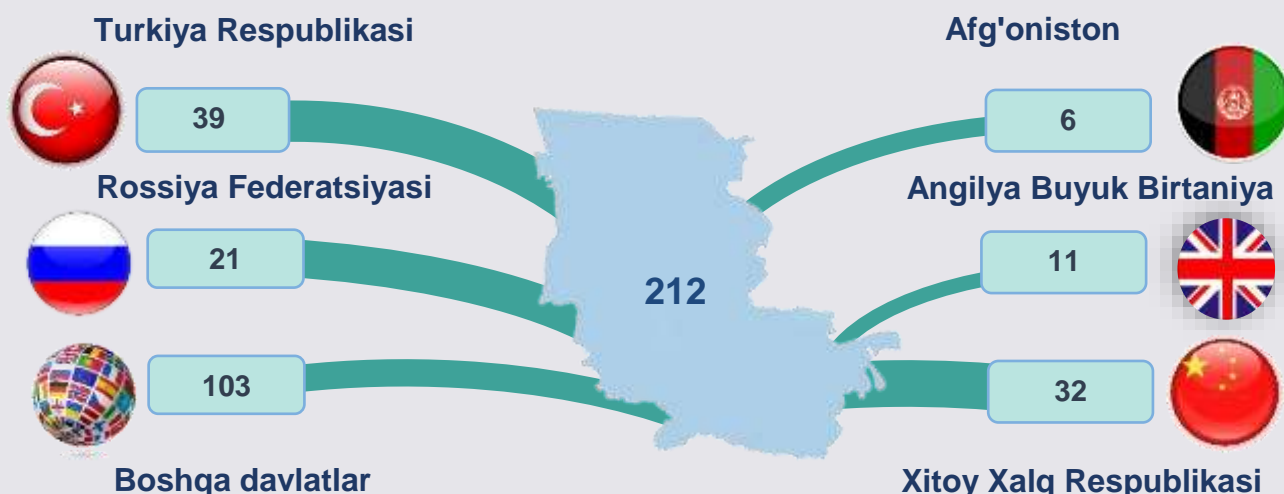 Turkiya Respublikasi
39
Rossiya Federatsiyasi
21
103
Boshqa davlatlar
212
Afg'oniston
6
Angilya Buyuk Birtaniya
11
32
Xitoy Xalq Respublikasi